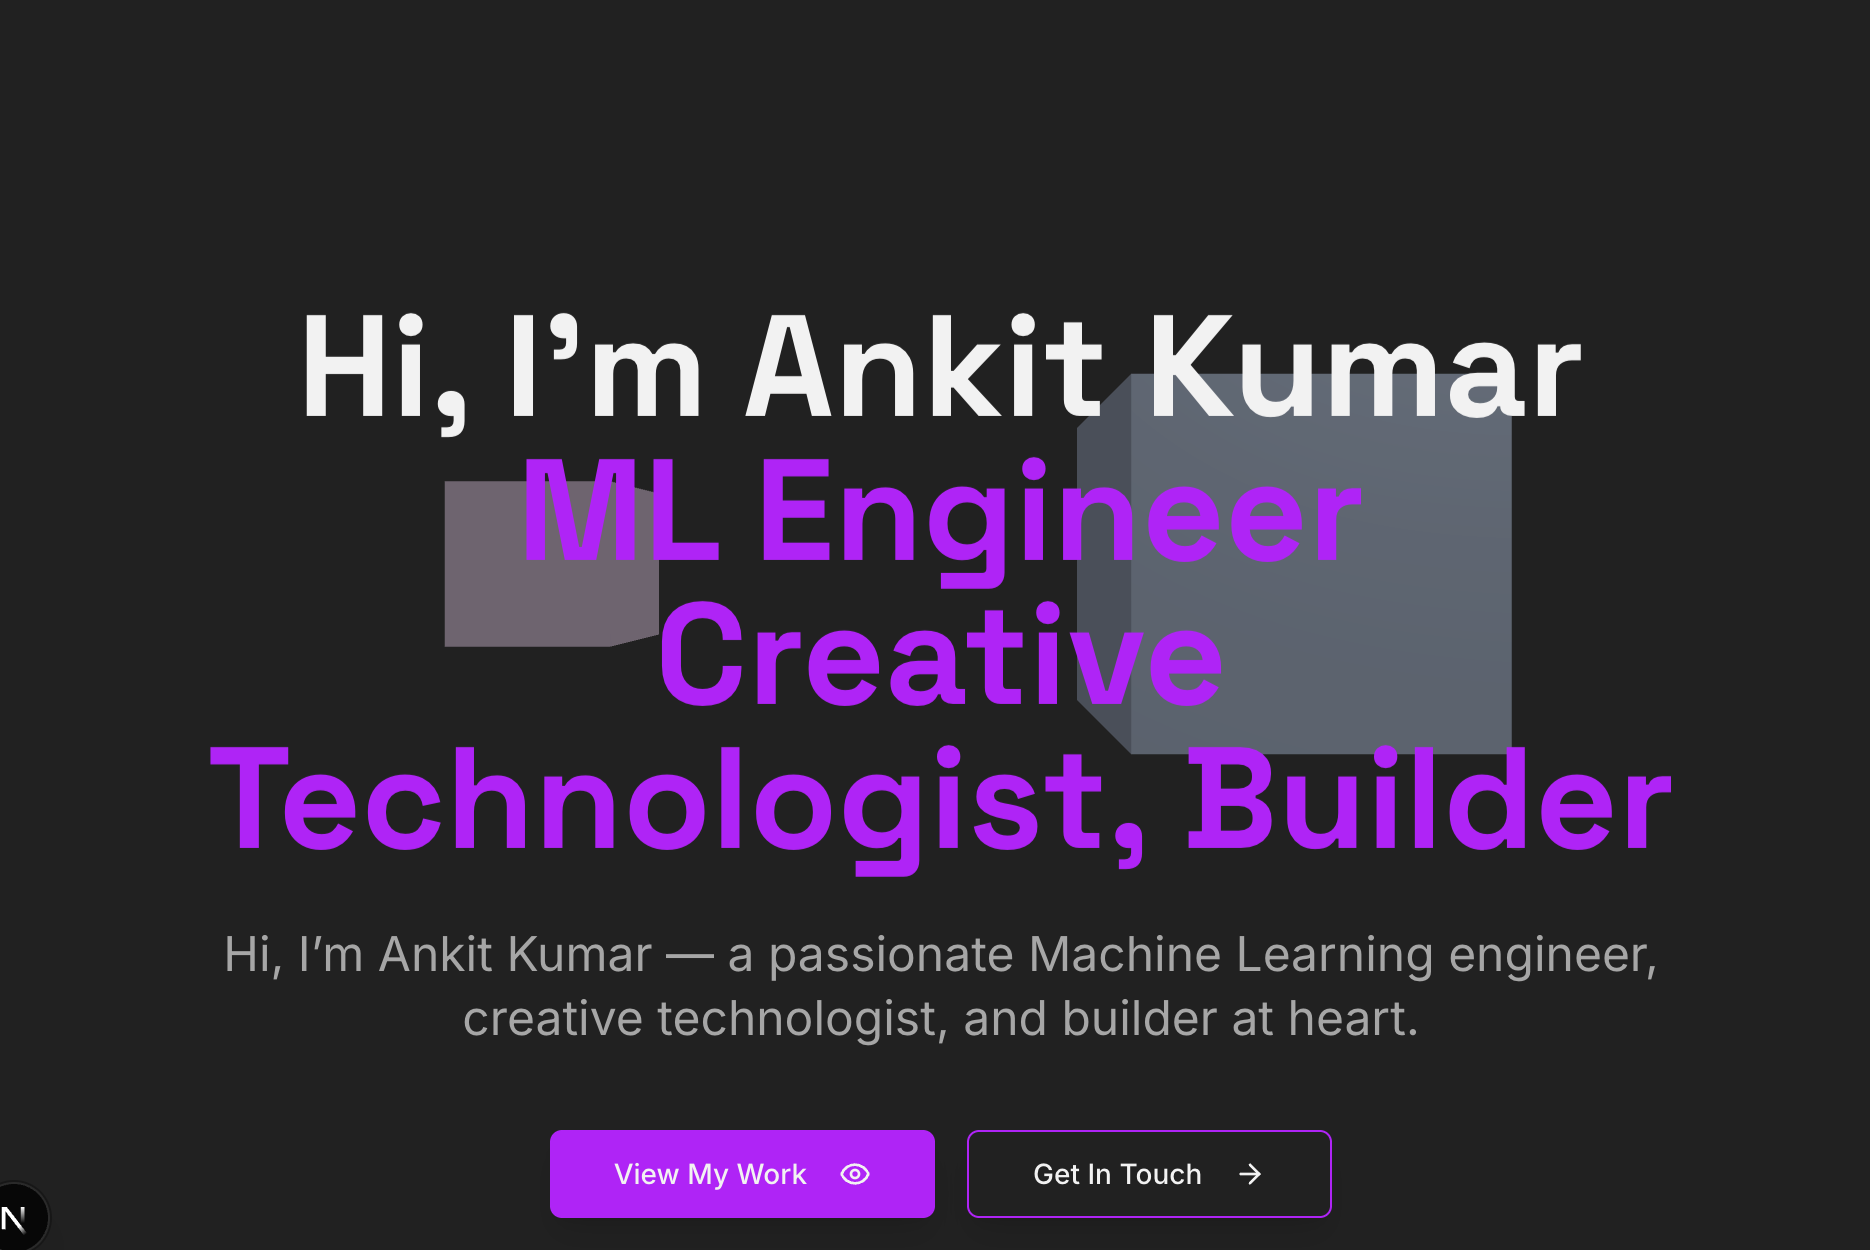 Hi, I’m Ankit Kumar
ML Engineer
Creative
Technologist, Builder
Hi, I’m Ankit Kumar — a passionate Machine Learning engineer,
creative technologist, and builder at heart.
View My Work
Get In Touch
N